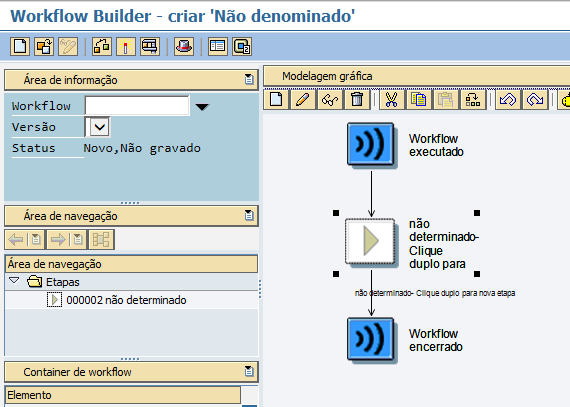 Workflow Builder - criar 'Não denominado'
Área de informação
Workflow
Versão
Status Novo,Não gravado
Área de navegação
Área de navegação
Etapas
000002 não determinado
Container de workflow
Elemento
Modelagem gráfica
Workflow
executado
não
determinado-
Clique
duplo para
não determinado- Clique duplo para nova etapa
Workflow
encerrado